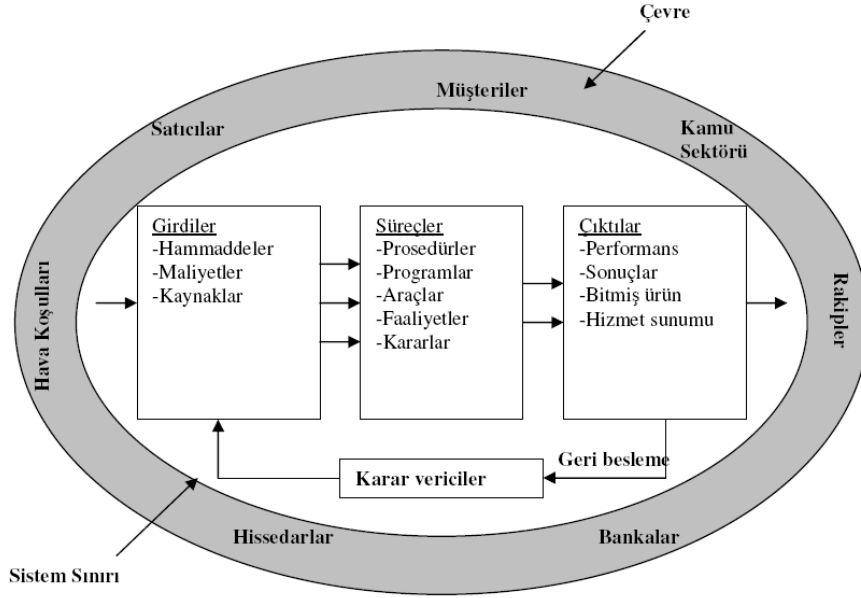 Çevre
Müşteriler
Satıcılar
Kamu
Sektörü
Girdiler
-Hammaddeler
-Maliyetler
-Kaynaklar
Süreçler
-Prosedürler
-Programlar
-Araçlar
-Faaliyetler
-Kararlar
Çıktılar
-Performans
-Sonuçlar
-Bitmiş ürün
-Hizmet sunumu
Hava Koşulları
Rakipler
Geri besleme
Karar vericiler
Hissedarlar
Bankalar
Sistem Sınırı